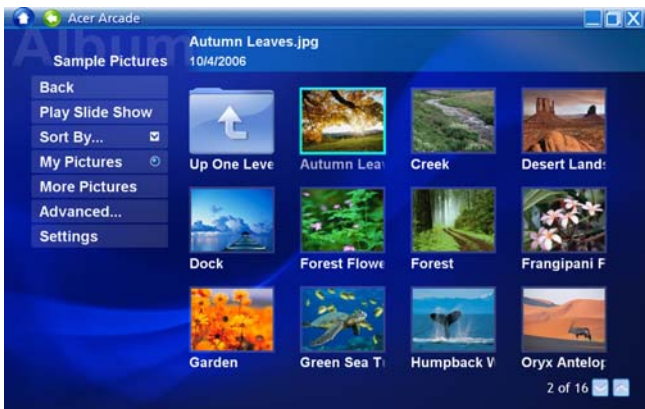 Acer Arcade
Album
Sample Pictures
Autumn Leaves.jpg
10/4/2006
Back
Play Slide Show
Sort By...
My Pictures
More Pictures
Advanced...
Settings
Up One Leve
Autumn Leav
Creek
Desert Lands
Dock
Forest Flowe
Forest
Frangipani F
Garden
Green Sea T
Humpback W
Oryx Antelop
2 of 16